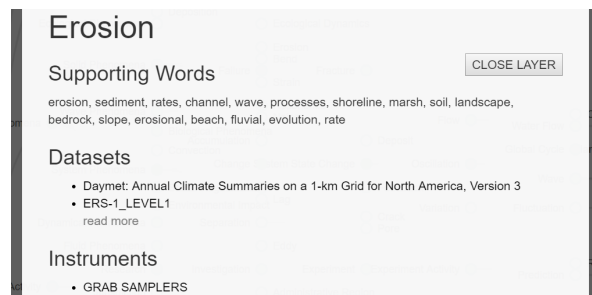 Erosion
CLOSE LAYER
Supporting Words
erosion, sediment, rates, channel, wave, processes, shoreline, marsh, soil, landscape,
bedrock, slope, erosional, beach, fluvial, evolution, rate
Datasets
• Daymet: Annual Climate Summaries on a 1-km Grid for North America, Version 3
• ERS-1_LEVEL1
read more
Instruments
• GRAB SAMPLERS